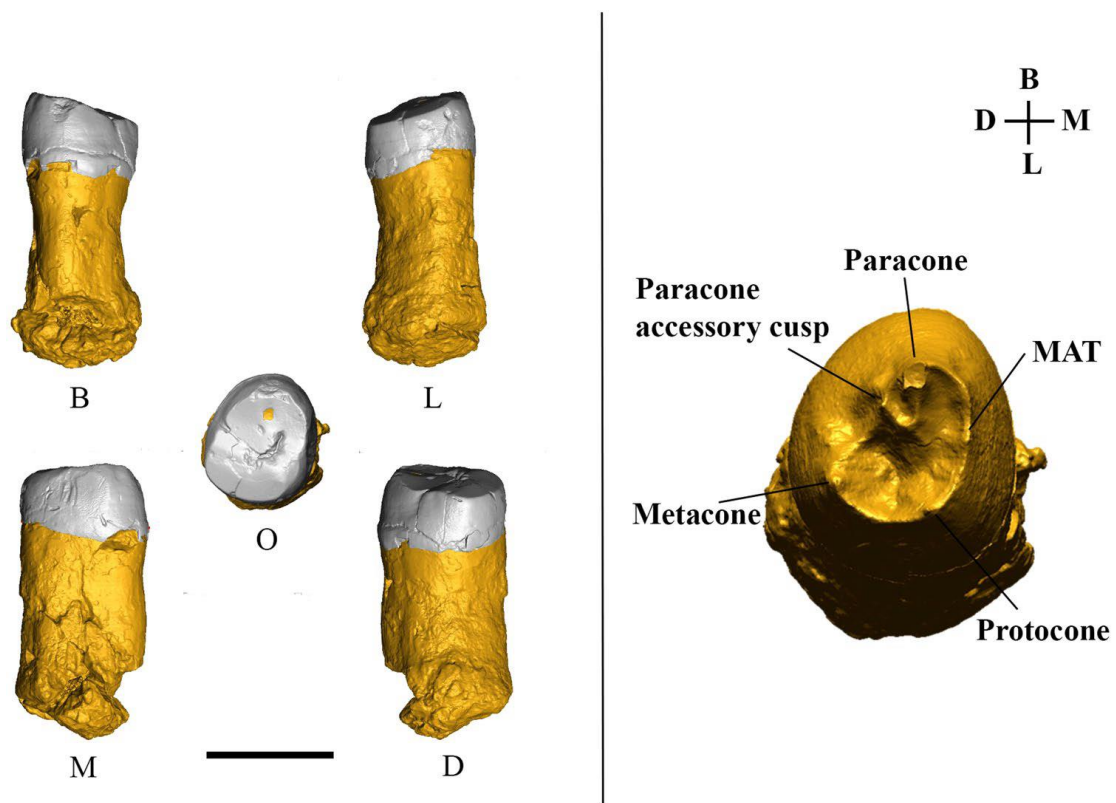 B
L
O
M
D
B
D M
L
Paracone
Paracone
accessory cusp
MAT
Metacone
Protocone